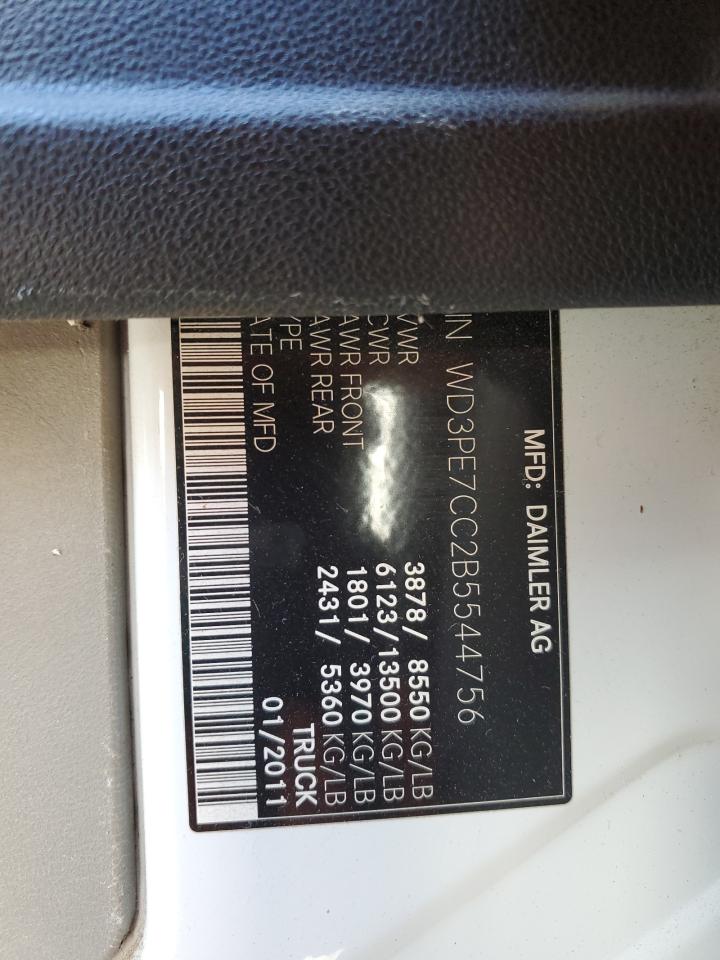 MFD: DAIMLER AG
IN WD3PE7CC2B5544756
VWR 3878/ 8550 KG/LB
CWR 6123/13500 KG/LB
AWR FRONT 1801/ 3970 KG/LB
AWR REAR 2431/ 5360 KG/LB
PE TRUCK
ATE OF MFD 01/2011